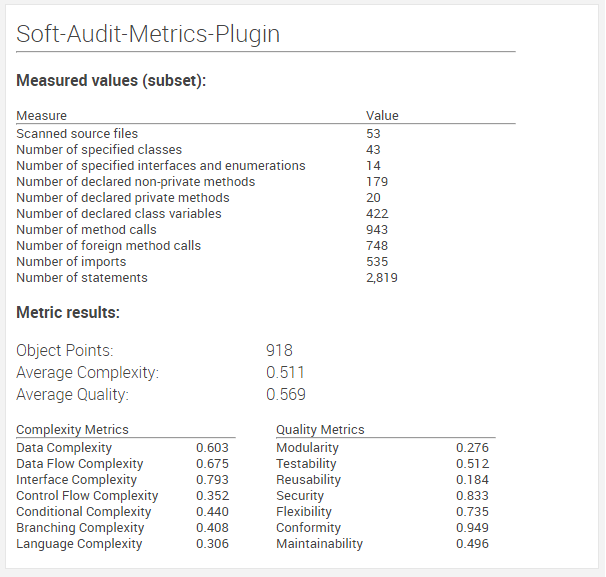 Soft-Audit-Metrics-Plugin
Measured values (subset):
Measure Value
Scanned source files 53
Number of specified classes 43
Number of specified interfaces and enumerations 14
Number of declared non-private methods 179
Number of declared private methods 20
Number of declared class variables 422
Number of method calls 943
Number of foreign method calls 748
Number of imports 535
Number of statements 2,819
Metric results:
Object Points: 918
Average Complexity: 0.511
Average Quality: 0.569
Complexity Metrics Quality Metrics
Data Complexity 0.603 Modularity 0.276
Data Flow Complexity 0.675 Testability 0.512
Interface Complexity 0.793 Reusability 0.184
Control Flow Complexity 0.352 Security 0.833
Conditional Complexity 0.440 Flexibility 0.735
Branching Complexity 0.408 Conformity 0.949
Language Complexity 0.306 Maintainability 0.496